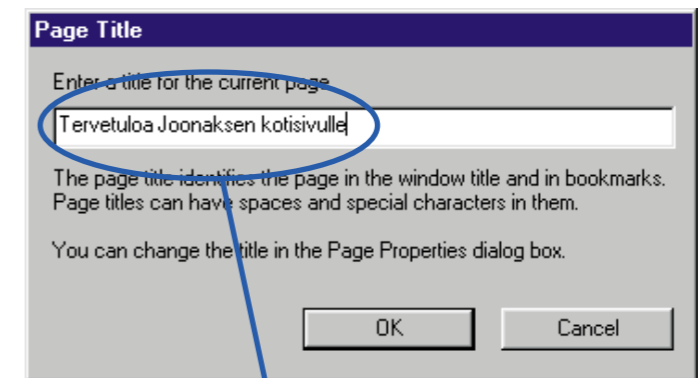 Page Title
Enter a title for the current page
Tervetuloa Joonaksen kotisivulle
The page title identifies the page in the window title and in bookmarks.
Page titles can have spaces and special characters in them.
You can change the title in the Page Properties dialog box.
OK Cancel